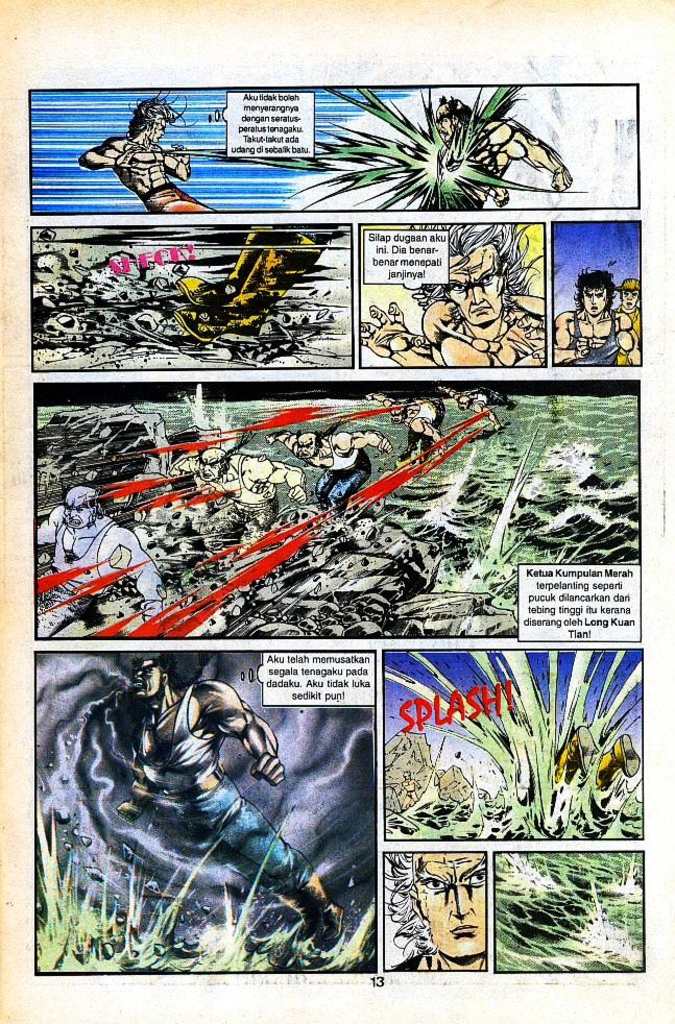 Aku tidak boleh
menyerangnya
dengan seratus-
peratus tenagaku.
Takut-takut ada
udang di sebalik batu.
Silap dugaan aku
ini. Dia benar-
benar menepati
janjinya!
Ketua Kumpulan Merah
terpelanting seperti
pucuk dilancarkan dari
tebing tinggi itu kerana
diserang oleh Long Kuan
Tian!
Aku telah memusatkan
segala tenagaku pada
dadaku. Aku tidak luka
sedikit pun!
SPLASH!
13